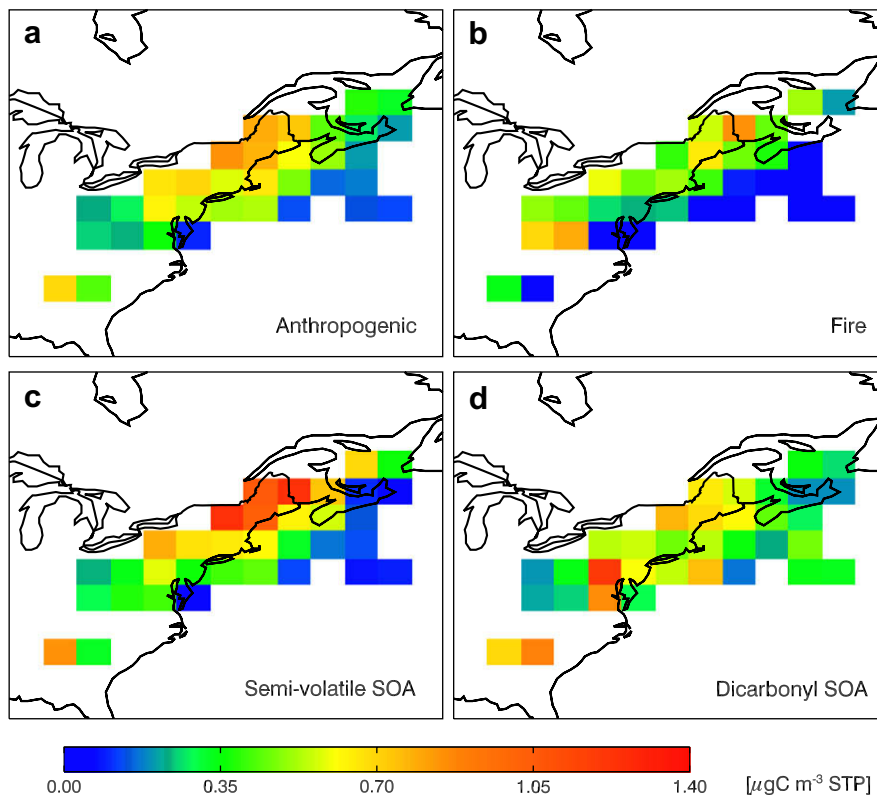 a
b
Anthropogenic
Fire
c
d
Semi-volatile SOA
Dicarbonyl SOA
0.00 0.35 0.70 1.05 1.40 [μgC m⁻³ STP]